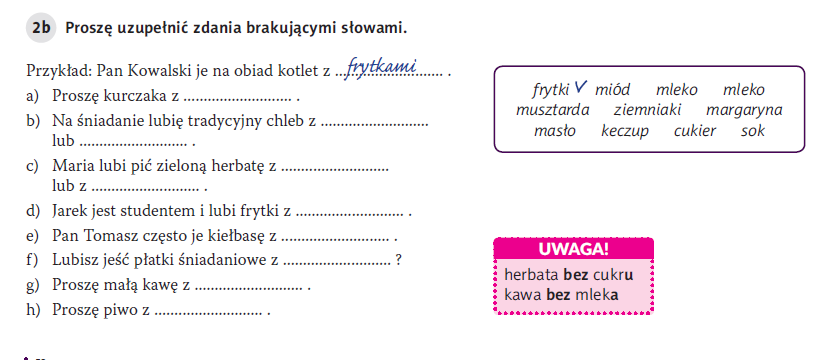 2b Proszę uzupełnić zdania brakującymi słowami.
Przykład: Pan Kowalski je na obiad kotlet z ...frytkami....................... .
a) Proszę kurczaka z ........................... .
b) Na śniadanie lubię tradycyjny chleb z ...........................
lub ........................... .
c) Maria lubi pić zieloną herbatę z ...........................
lub z ........................... .
d) Jarek jest studentem i lubi frytki z ........................... .
e) Pan Tomasz często je kiełbasę z ........................... .
f) Lubisz jeść płatki śniadaniowe z ........................... ?
g) Proszę małą kawę z ........................... .
h) Proszę piwo z ........................... .
frytki ✓ miód mleko mleko
musztarda ziemniaki margaryna
masło keczup cukier sok
UWAGA!
herbata bez cukru
kawa bez mleka